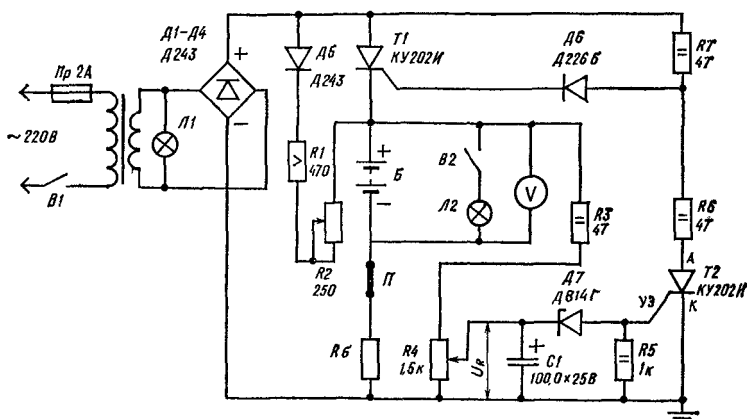 Пр 2А
~220В
В1
Л1
Д1-Д4
Д243
+
−
Д5
Д243
R1
470
R2
250
Т1
КУ202И
+
Б
−
П
Rб
В2
Л2
V
R3
47
Д6
Д226Б
R7
47
R6
47
А
Т2
КУ202И
К
УЭ
Д7
Д814Г
R4
1,5к
UR
+
С1
100,0×25В
R5
1к